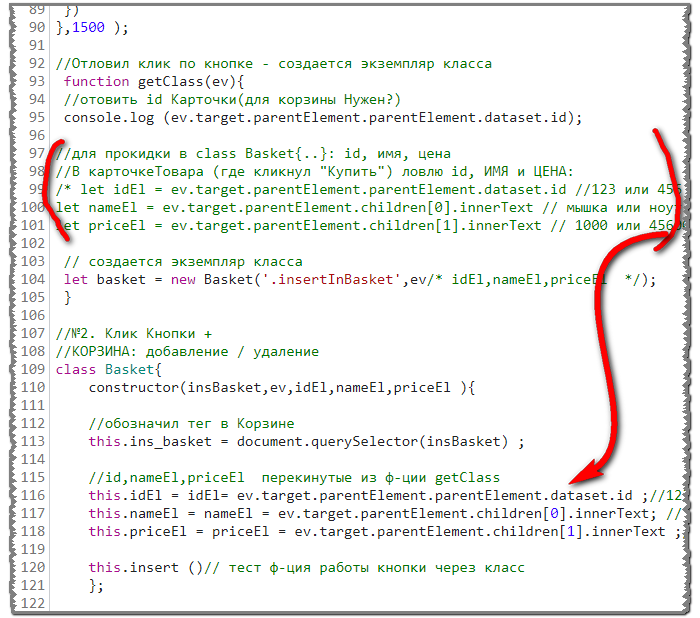 89 })
90 },1500 );
91
92 //Отловил клик по кнопке - создается экземпляр класса
93 function getClass(ev){
94 //отовить id Карточки(для корзины Нужен?)
95 console.log (ev.target.parentElement.parentElement.dataset.id);
96
97 //для прокидки в class Basket{..}: id, имя, цена
98 //В карточкеТовара (где кликнул "Купить") ловлю id, ИМЯ и ЦЕНА:
99 /* let idEl = ev.target.parentElement.parentElement.dataset.id //123 или 456
100 let nameEl = ev.target.parentElement.children[0].innerText // мышка или ноу
101 let priceEl = ev.target.parentElement.children[1].innerText // 1000 или 4560
102
103 // создается экземпляр класса
104 let basket = new Basket('.insertInBasket',ev/* idEl,nameEl,priceEl */);
105 }
106
107 //№2. Клик Кнопки +
108 //КОРЗИНА: добавление / удаление
109 class Basket{
110 constructor(insBasket,ev,idEl,nameEl,priceEl ){
111
112 //обозначил тег в Корзине
113 this.ins_basket = document.querySelector(insBasket) ;
114
115 //id,nameEl,priceEl перекинутые из ф-ции getClass
116 this.idEl = idEl= ev.target.parentElement.parentElement.dataset.id ;//12
117 this.nameEl = nameEl = ev.target.parentElement.children[0].innerText; //
118 this.priceEl = priceEl = ev.target.parentElement.children[1].innerText ;
119
120 this.insert ()// тест ф-ция работы кнопки через класс
121 };
122